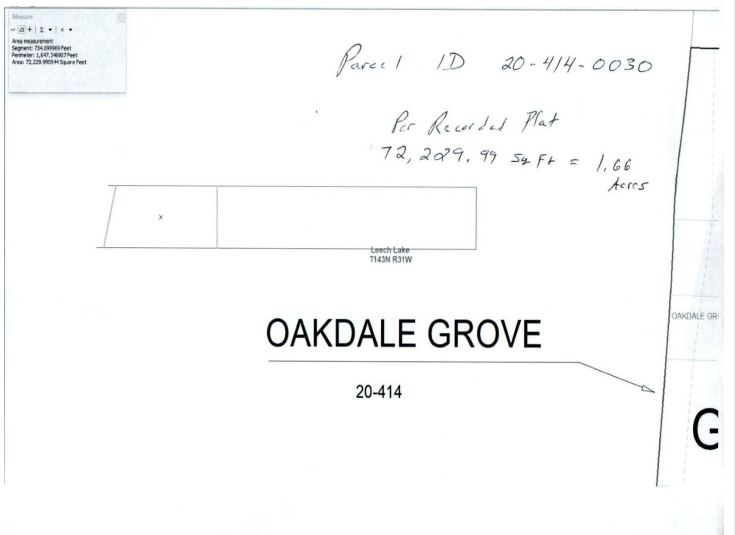 Measure
Area measurement
Segment: 734.099969 Feet
Perimeter: 1,647.346907 Feet
Area: 72,229.990544 Square Feet
Parcel ID 20-414-0030
Per Recorded Plat
72,229.99 Sq Ft = 1.66
Acres
x
Leech Lake
T143N R31W
OAKDALE GR
OAKDALE GROVE
20-414
G